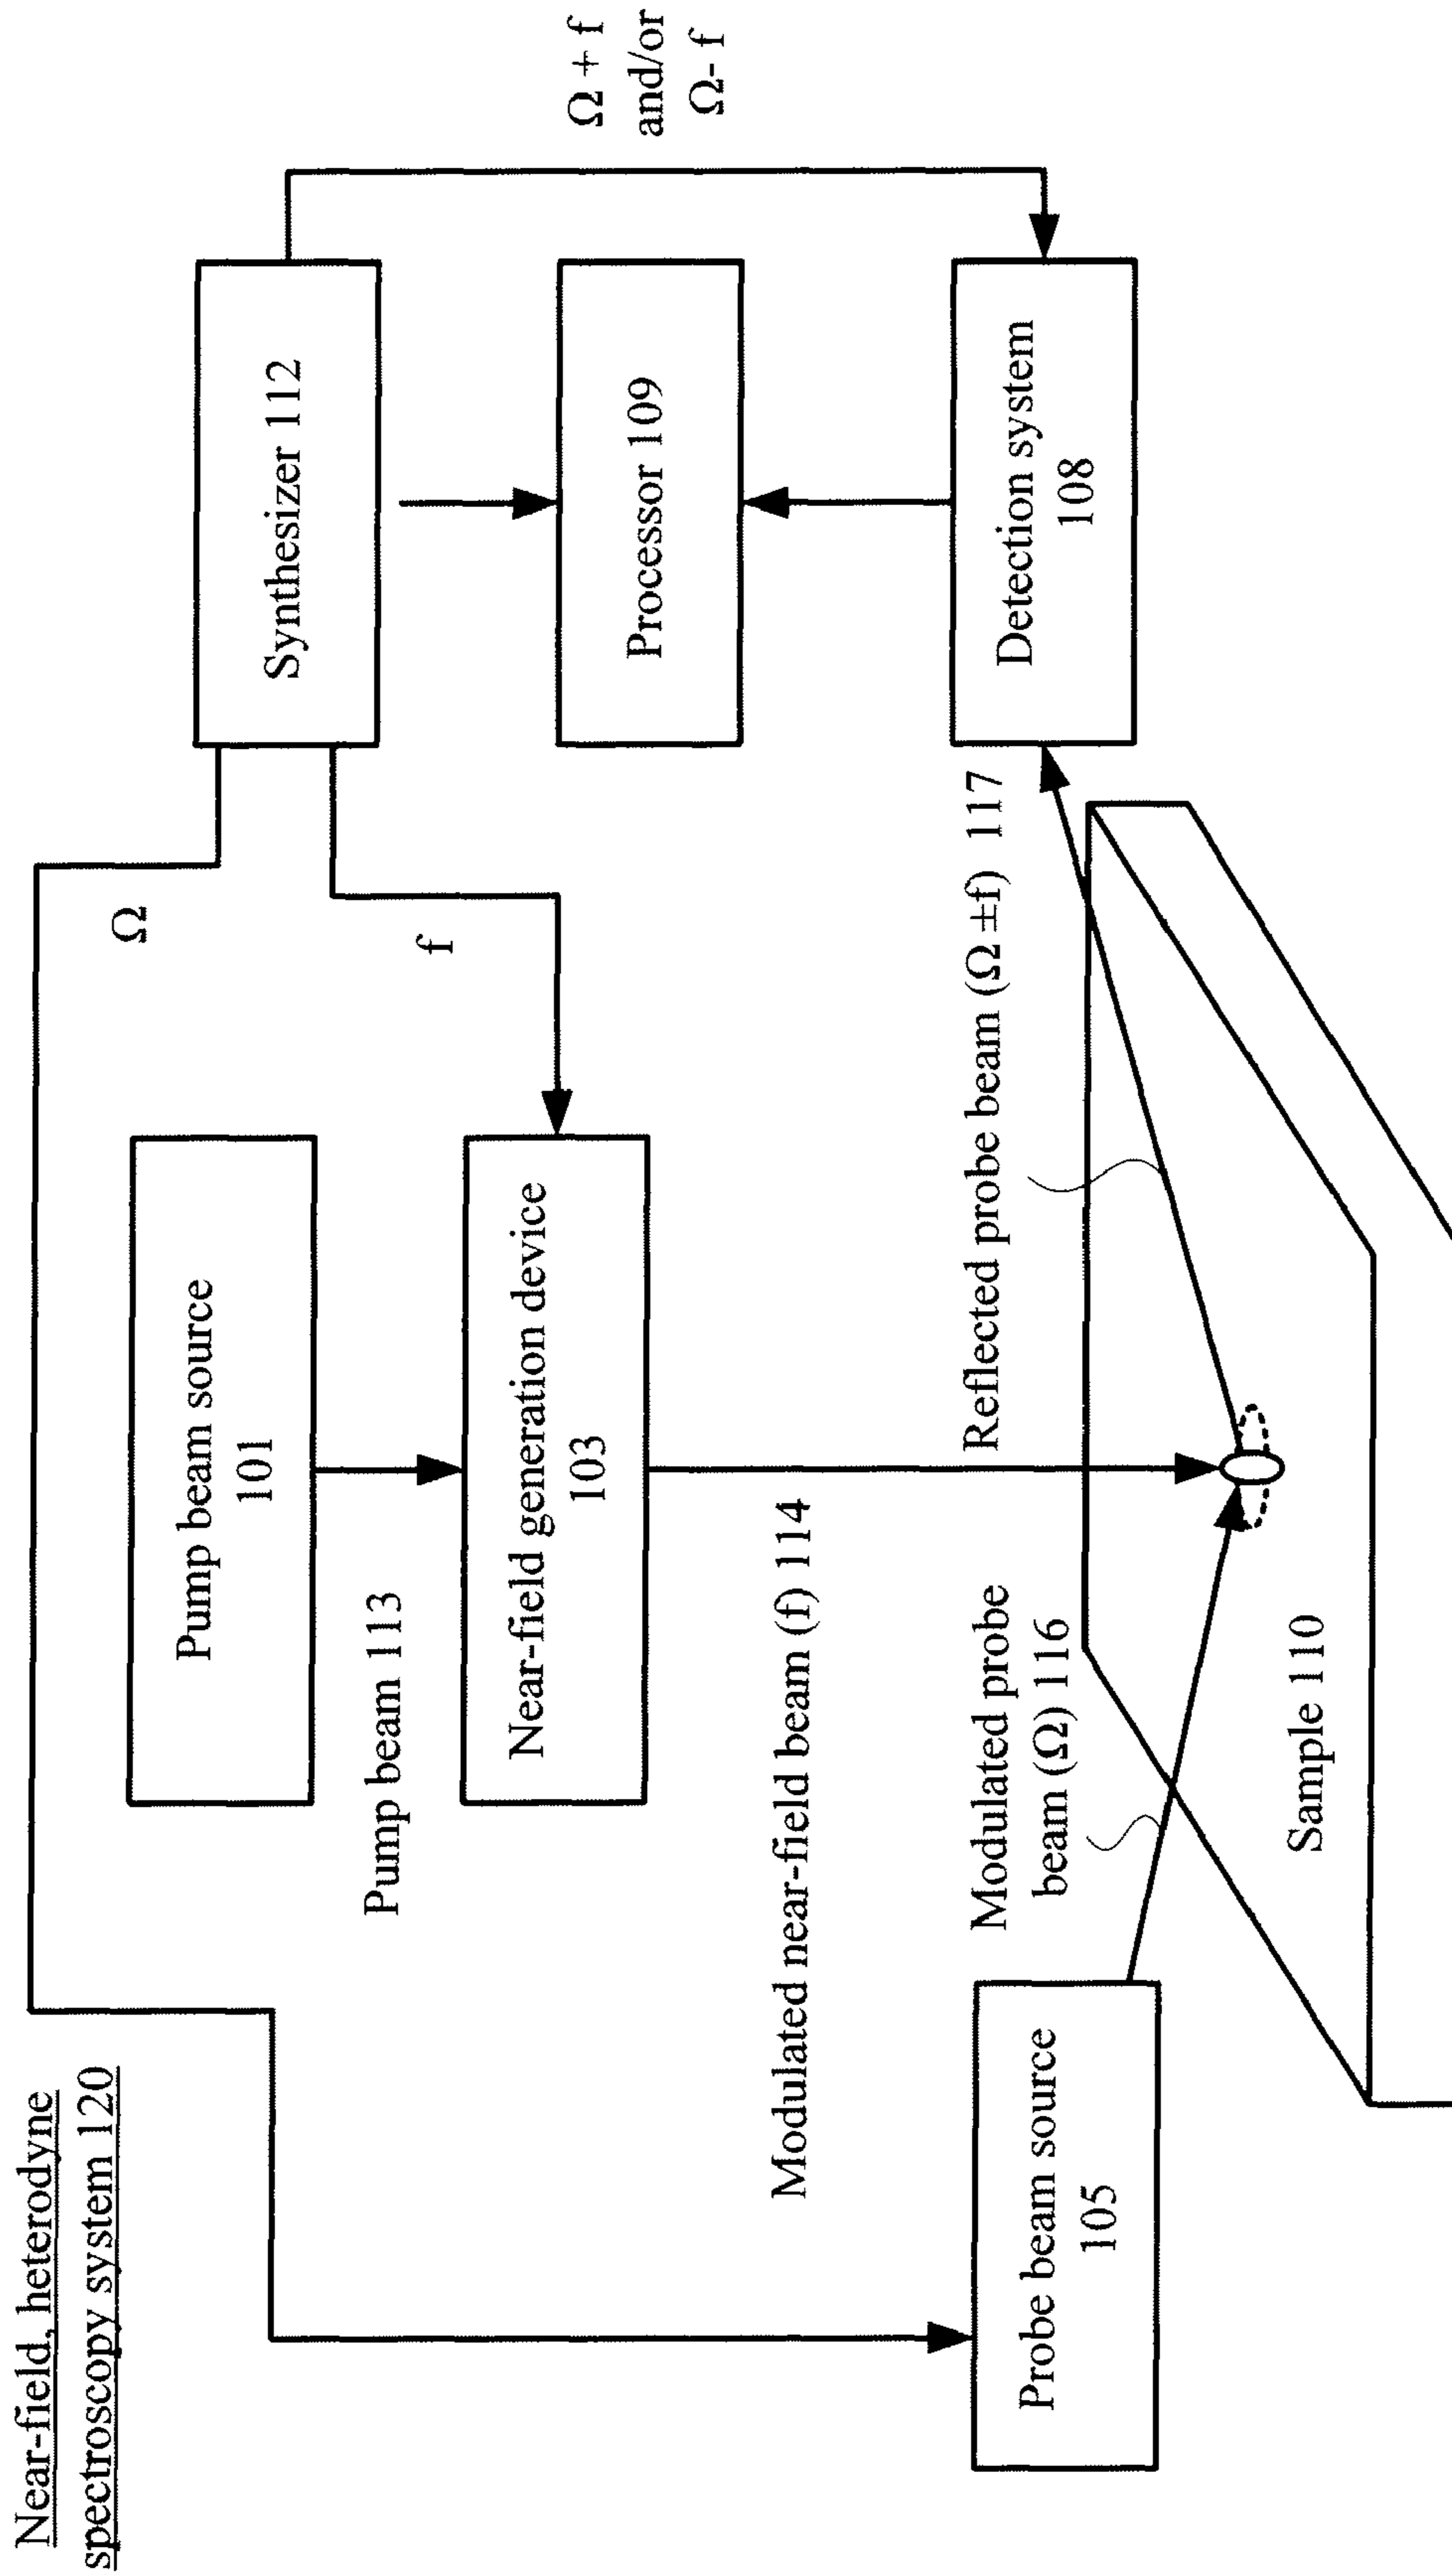 Near-field, heterodyne
spectroscopy system 120
Ω
f
Synthesizer 112
Ω + f
and/or
Ω- f
Pump beam source
101
Pump beam 113
Near-field generation device
103
Processor 109
Modulated near-field beam (f) 114
Reflected probe beam (Ω ±f) 117
Detection system
108
Probe beam source
105
Modulated probe
beam (Ω) 116
Sample 110